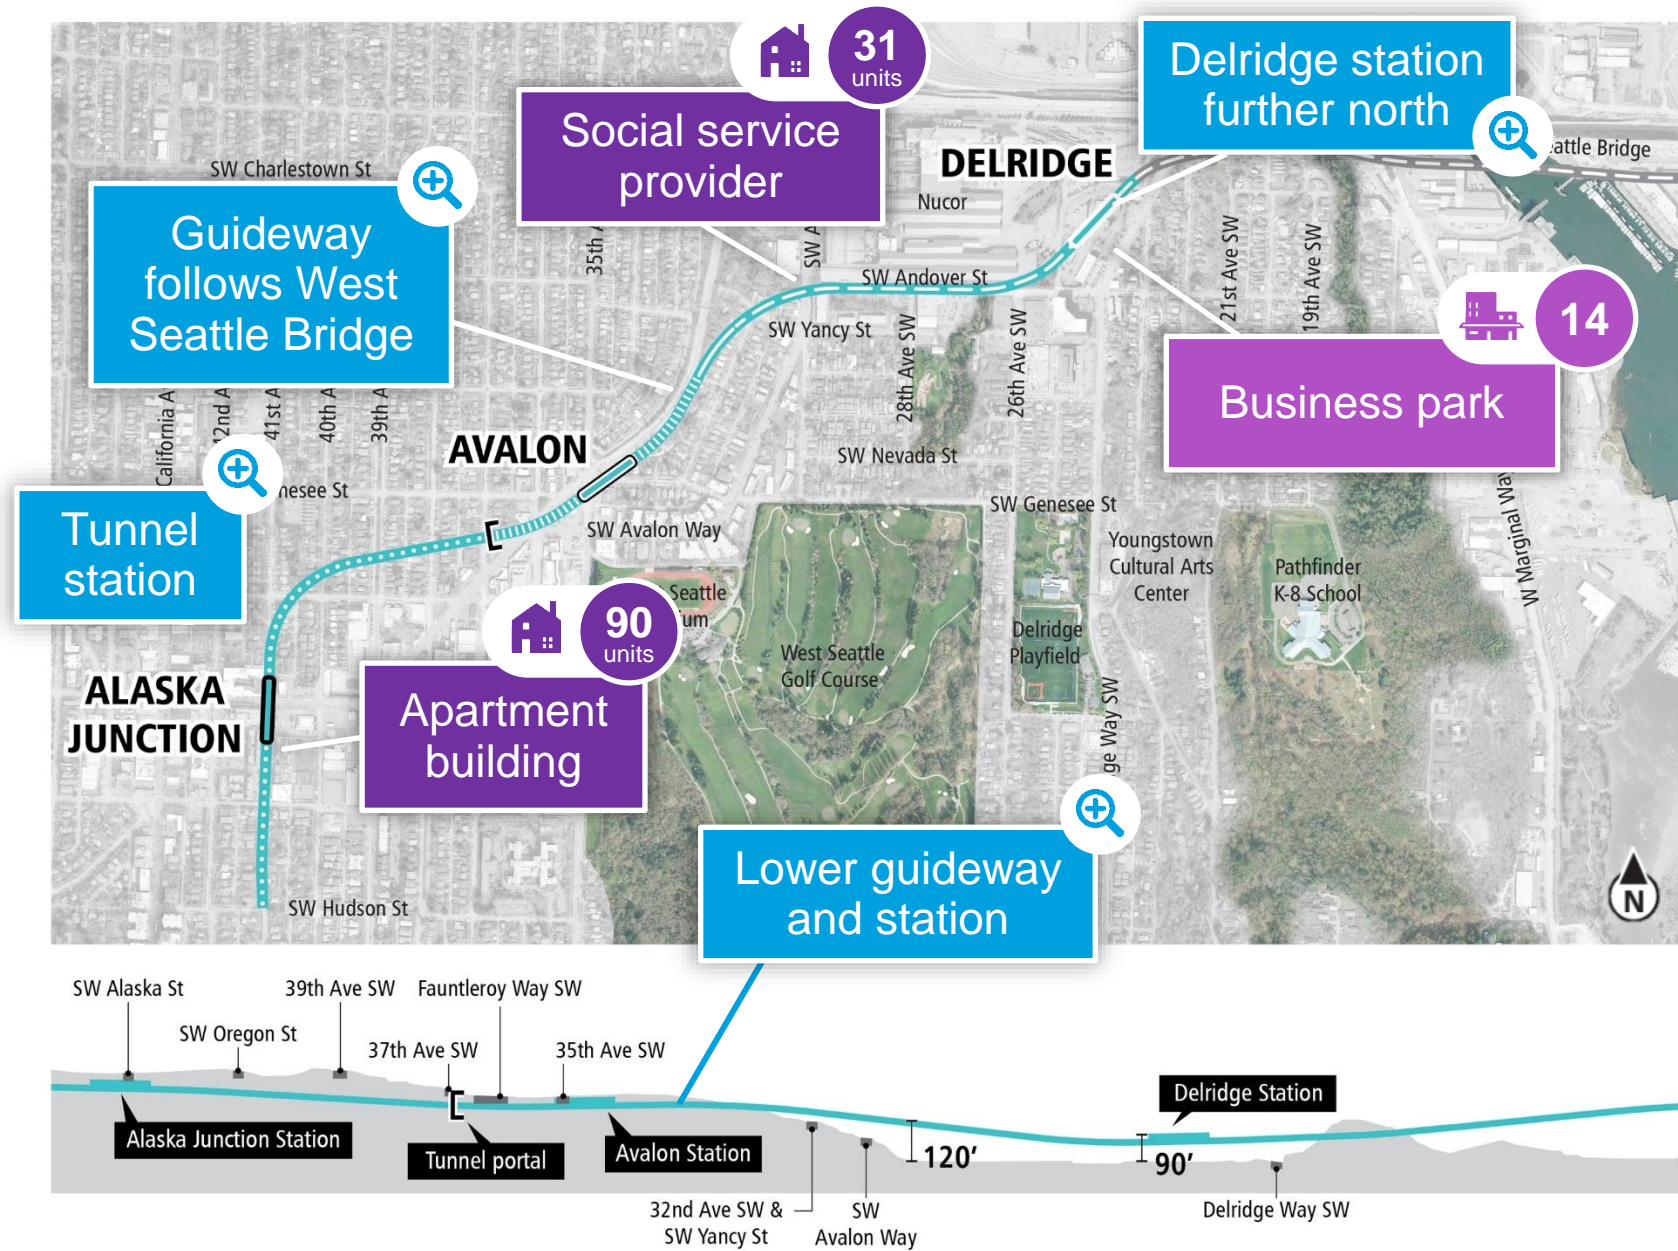 31
units
Social service
provider
Delridge station
further north
eattle Bridge
DELRIDGE
SW Charlestown St
Nucor
Guideway
follows West
Seattle Bridge
35th A
SW A
SW Andover St
SW Yancy St
28th Ave SW
26th Ave SW
21st Ave SW
19th Ave SW
14
Business park
California A
42nd A
41st A
40th A
39th A
AVALON
SW Nevada St
nesee St
Tunnel
station
SW Avalon Way
SW Genesee St
Youngstown
Cultural Arts
Center
Pathfinder
K-8 School
W Marginal Way
Seattle
um
90
units
Apartment
building
West Seattle
Golf Course
Delridge
Playfield
ge Way SW
ALASKA
JUNCTION
Lower guideway
and station
SW Hudson St
N
SW Alaska St
39th Ave SW
Fauntleroy Way SW
SW Oregon St
37th Ave SW
35th Ave SW
Delridge Station
Alaska Junction Station
Tunnel portal
Avalon Station
120’
90’
32nd Ave SW &
SW Yancy St
SW
Avalon Way
Delridge Way SW